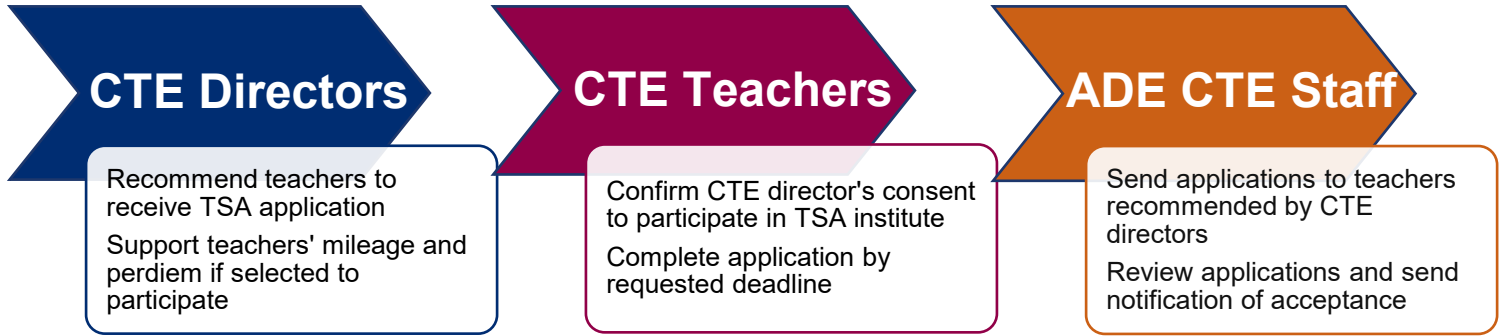 CTE Directors
Recommend teachers to
receive TSA application
Support teachers' mileage and
perdiem if selected to
participate
CTE Teachers
Confirm CTE director's consent
to participate in TSA institute
Complete application by
requested deadline
ADE CTE Staff
Send applications to teachers
recommended by CTE
directors
Review applications and send
notification of acceptance